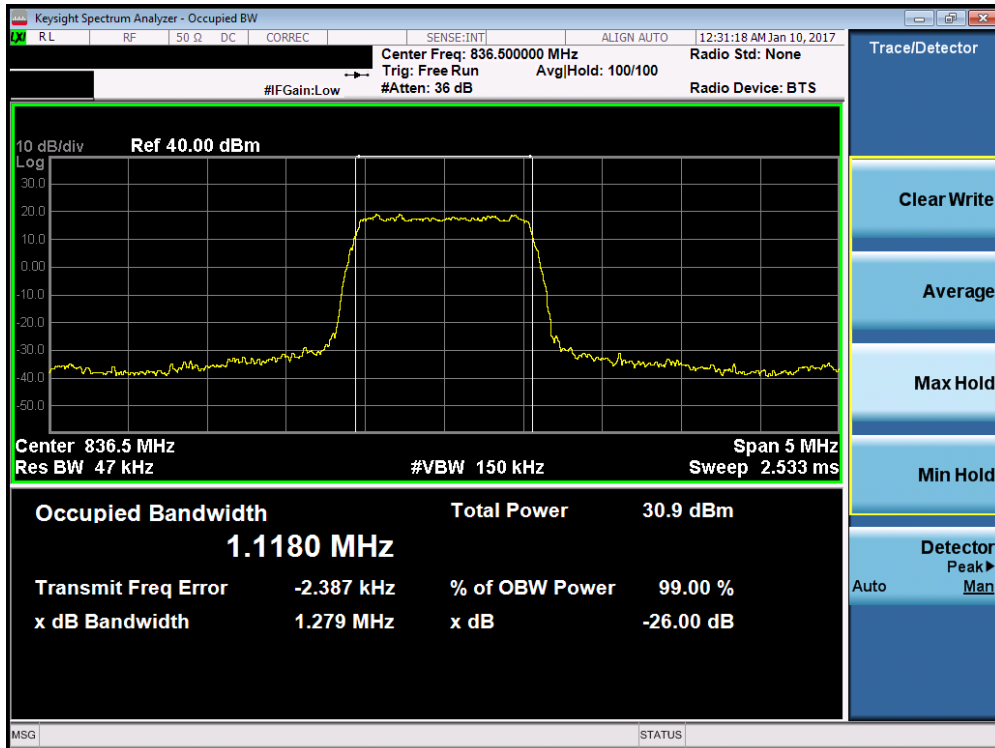 Keysight Spectrum Analyzer - Occupied BW
LXI RL RF 50 Ω DC CORREC SENSE:INT ALIGN AUTO 12:31:18 AM Jan 10, 2017
Center Freq: 836.500000 MHz Radio Std: None
Trig: Free Run Avg|Hold: 100/100
#IFGain:Low #Atten: 36 dB Radio Device: BTS
10 dB/div Ref 40.00 dBm
Log
30.0
20.0
10.0
0.00
-10.0
-20.0
-30.0
-40.0
-50.0
Center 836.5 MHz Span 5 MHz
Res BW 47 kHz #VBW 150 kHz Sweep 2.533 ms
Occupied Bandwidth Total Power 30.9 dBm
1.1180 MHz
Transmit Freq Error -2.387 kHz % of OBW Power 99.00 %
x dB Bandwidth 1.279 MHz x dB -26.00 dB
MSG STATUS
Trace/Detector
Clear Write
Average
Max Hold
Min Hold
Detector
Peak▶
Auto Man